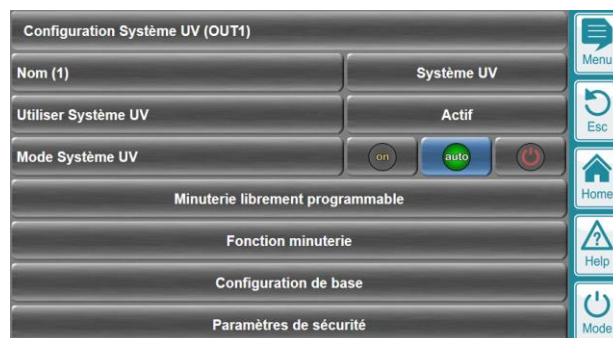 Configuration Système UV (OUT1)
Nom (1)
Système UV
Utiliser Système UV
Actif
Mode Système UV
on
auto
Minuterie librement programmable
Fonction minuterie
Configuration de base
Paramètres de sécurité
Menu
Esc
Home
?
Help
Mode